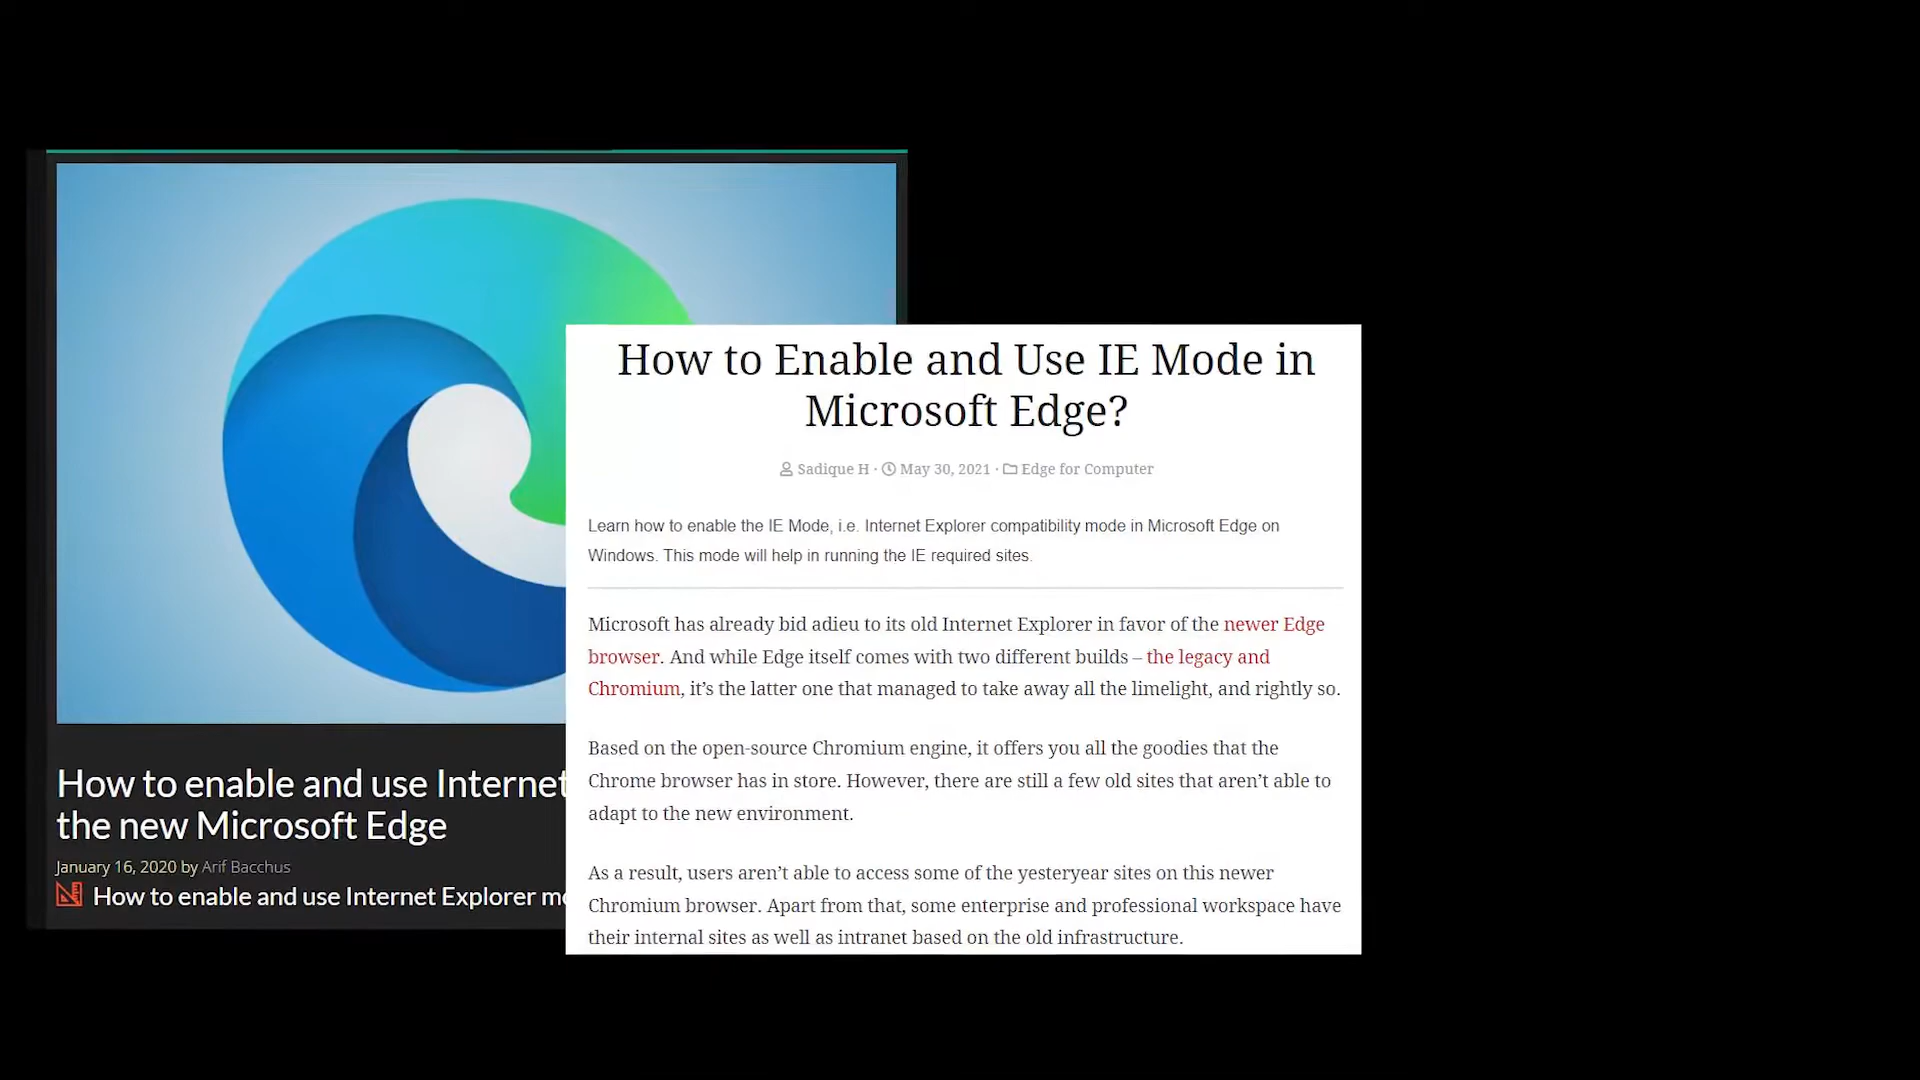 How to enable and use Internet
the new Microsoft Edge
January 16, 2020 by Arif Bacchus
How to enable and use Internet Explorer
How to Enable and Use IE Mode in
Microsoft Edge?
Sadique H · May 30, 2021 · Edge for Computer
Learn how to enable the IE Mode, i.e. Internet Explorer compatibility mode in Microsoft Edge on
Windows. This mode will help in running the IE required sites.
Microsoft has already bid adieu to its old Internet Explorer in favor of the newer Edge
browser. And while Edge itself comes with two different builds – the legacy and
Chromium, it’s the latter one that managed to take away all the limelight, and rightly so.
Based on the open-source Chromium engine, it offers you all the goodies that the
Chrome browser has in store. However, there are still a few old sites that aren’t able to
adapt to the new environment.
As a result, users aren’t able to access some of the yesteryear sites on this newer
Chromium browser. Apart from that, some enterprise and professional workspace have
their internal sites as well as intranet based on the old infrastructure.